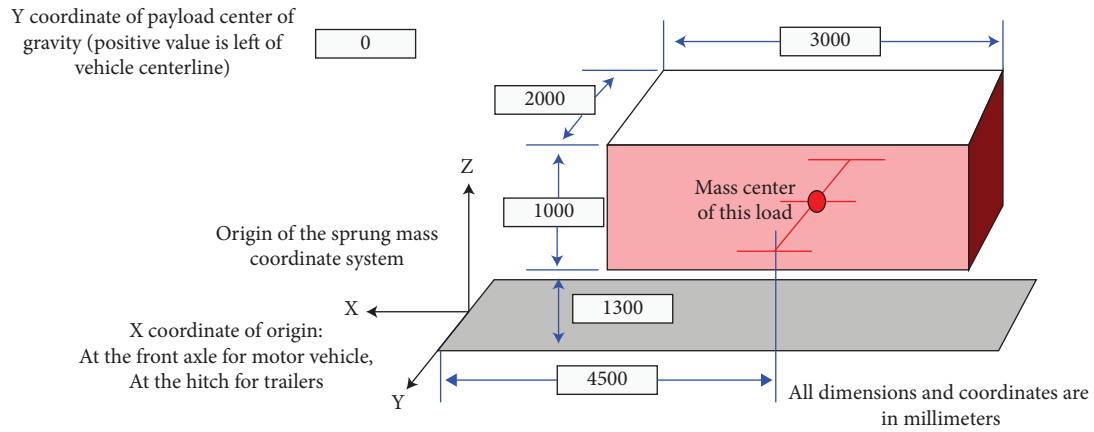 Y coordinate of payload center of
gravity (positive value is left of
vehicle centerline)
0
3000
2000
Z
1000
Mass center
of this load
Origin of the sprung mass
coordinate system
X
1300
X coordinate of origin:
At the front axle for motor vehicle,
At the hitch for trailers
Y
4500
All dimensions and coordinates are
in millimeters